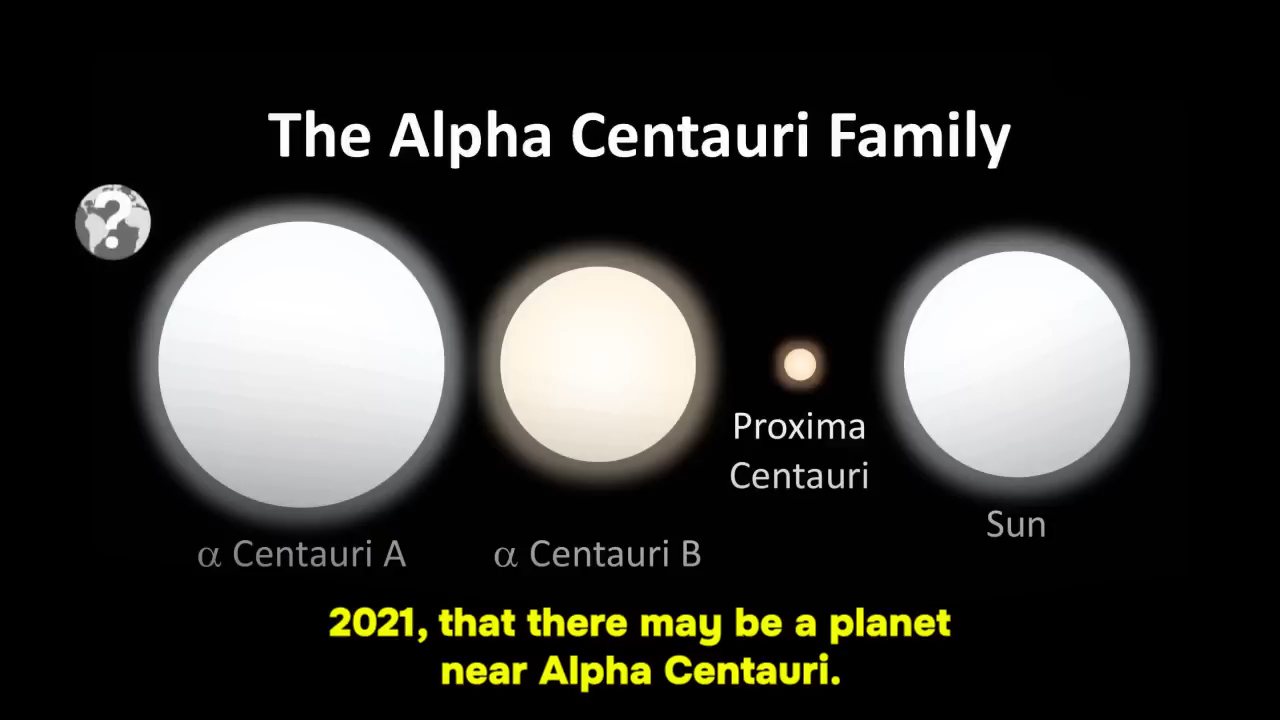 The Alpha Centauri Family
?
Proxima
Centauri
Sun
α Centauri A
α Centauri B
2021, that there may be a planet
near Alpha Centauri.